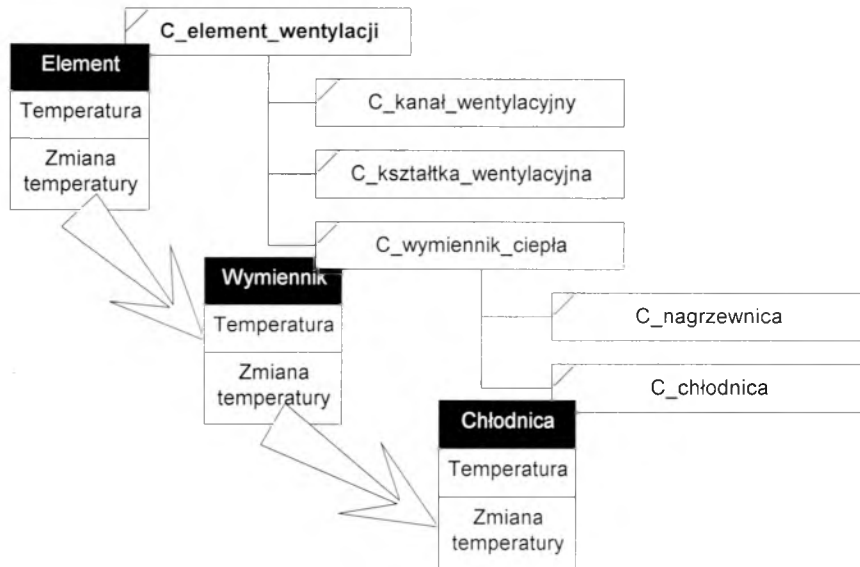 C_element_wentylacji
Element
Temperatura
Zmiana
temperatury
C_kanał_wentylacyjny
C_kształtka_wentylacyjna
C_wymiennik_ciepła
Wymiennik
Temperatura
Zmiana
temperatury
C_nagrzewnica
C_chłodnica
Chłodnica
Temperatura
Zmiana
temperatury